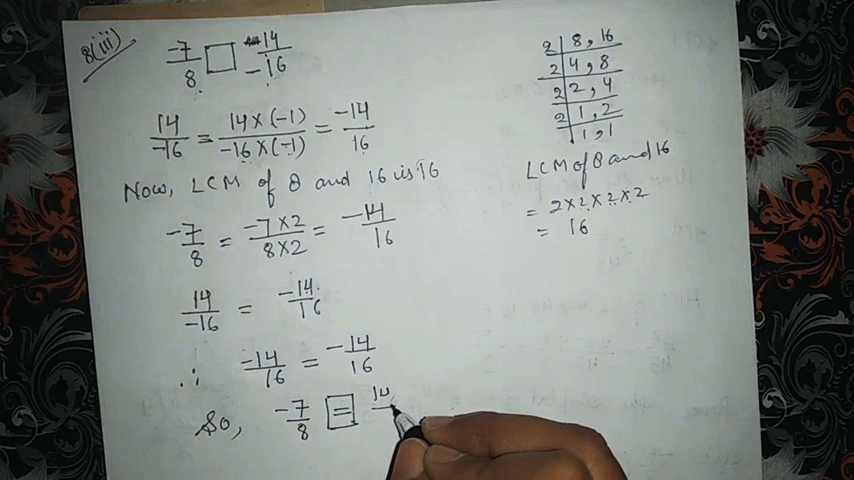 8(iii)
-7/8 □ 14/-16
14/-16 = 14×(-1)/-16×(-1) = -14/16
Now, LCM of 8 and 16 is 16
-7/8 = -7×2/8×2 = -14/16
14/-16 = -14/16
∴ -14/16 = -14/16
So, -7/8 = 14
2 | 8, 16
2 | 4, 8
2 | 2, 4
2 | 1, 2
1, 1
LCM of 8 and 16
= 2×2×2×2
= 16